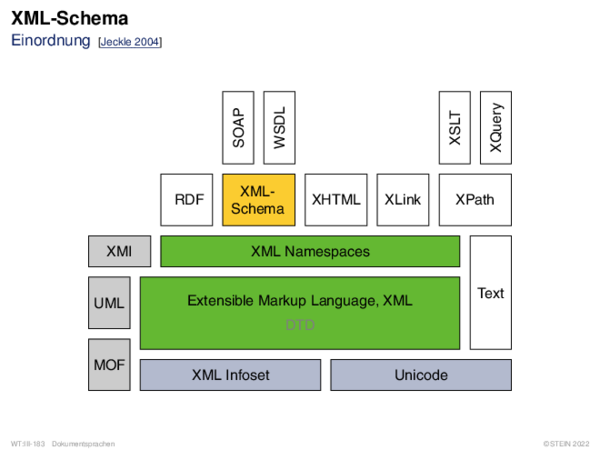 XML-Schema
Einordnung [Jeckle 2004]
SOAP
WSDL
XSLT
XQuery
RDF
XML-
Schema
XHTML
XLink
XPath
XMI
XML Namespaces
UML
Extensible Markup Language, XML
DTD
Text
MOF
XML Infoset
Unicode
WT:III-183 Dokumentsprachen
©STEIN 2022